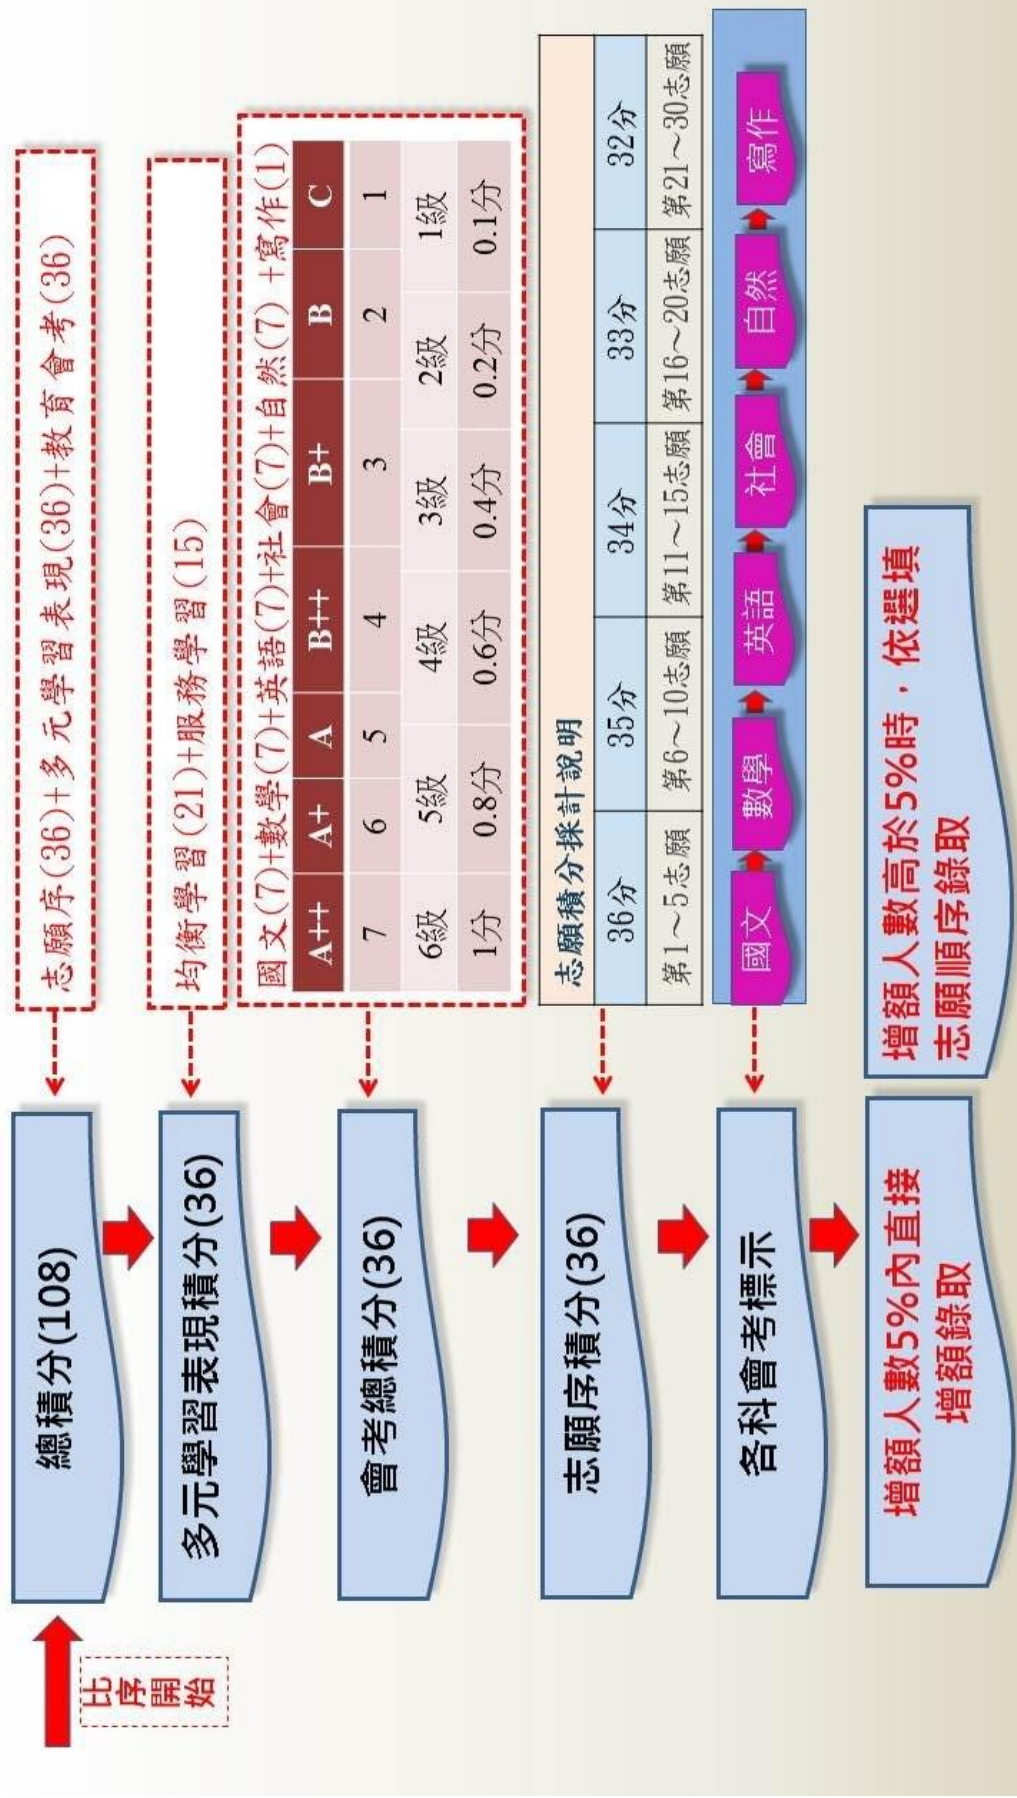 比序開始
總積分(108)
志願序(36)+多元學習表現(36)+教育會考(36)
多元學習表現積分(36)
均衡學習(21)+服務學習(15)
會考總積分(36)
國文(7)+數學(7)+英語(7)+社會(7)+自然(7) +寫作(1)
A++ A+ A B++ B+ B C
7 6 5 4 3 2 1
6級 5級 4級 3級 2級 1級
1分 0.8分 0.6分 0.4分 0.2分 0.1分
志願序積分(36)
志願積分採計說明
36分 35分 34分 33分 32分
第1～5志願 第6～10志願 第11～15志願 第16～20志願 第21～30志願
各科會考標示
國文 數學 英語 社會 自然 寫作
增額人數5%內直接
增額錄取
增額人數高於5%時，依選填
志願順序錄取